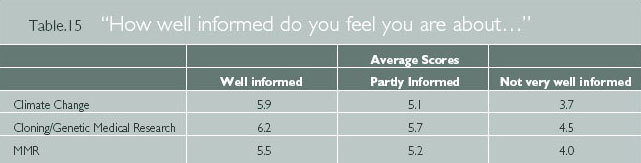 Table.15 “How well informed do you feel you are about…”
Average Scores
Well informed Partly Informed Not very well informed
Climate Change 5.9 5.1 3.7
Cloning/Genetic Medical Research 6.2 5.7 4.5
MMR 5.5 5.2 4.0